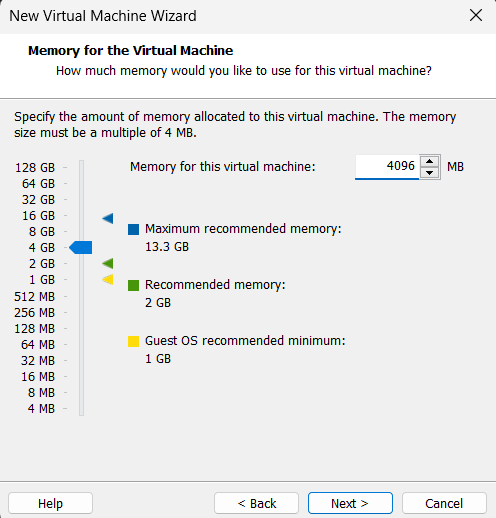 New Virtual Machine Wizard
Memory for the Virtual Machine
How much memory would you like to use for this virtual machine?
Specify the amount of memory allocated to this virtual machine. The memory
size must be a multiple of 4 MB.
Memory for this virtual machine: 4096 MB
128 GB
64 GB
32 GB
16 GB
8 GB
4 GB
2 GB
1 GB
512 MB
256 MB
128 MB
64 MB
32 MB
16 MB
8 MB
4 MB
Maximum recommended memory:
13.3 GB
Recommended memory:
2 GB
Guest OS recommended minimum:
1 GB
Help
< Back
Next >
Cancel